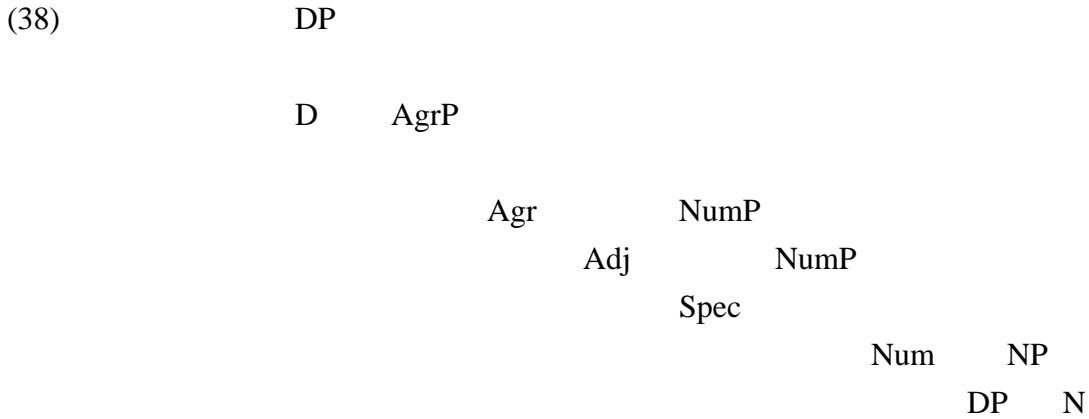 (38) DP
D AgrP
Agr NumP
Adj NumP
Spec
Num NP
DP N